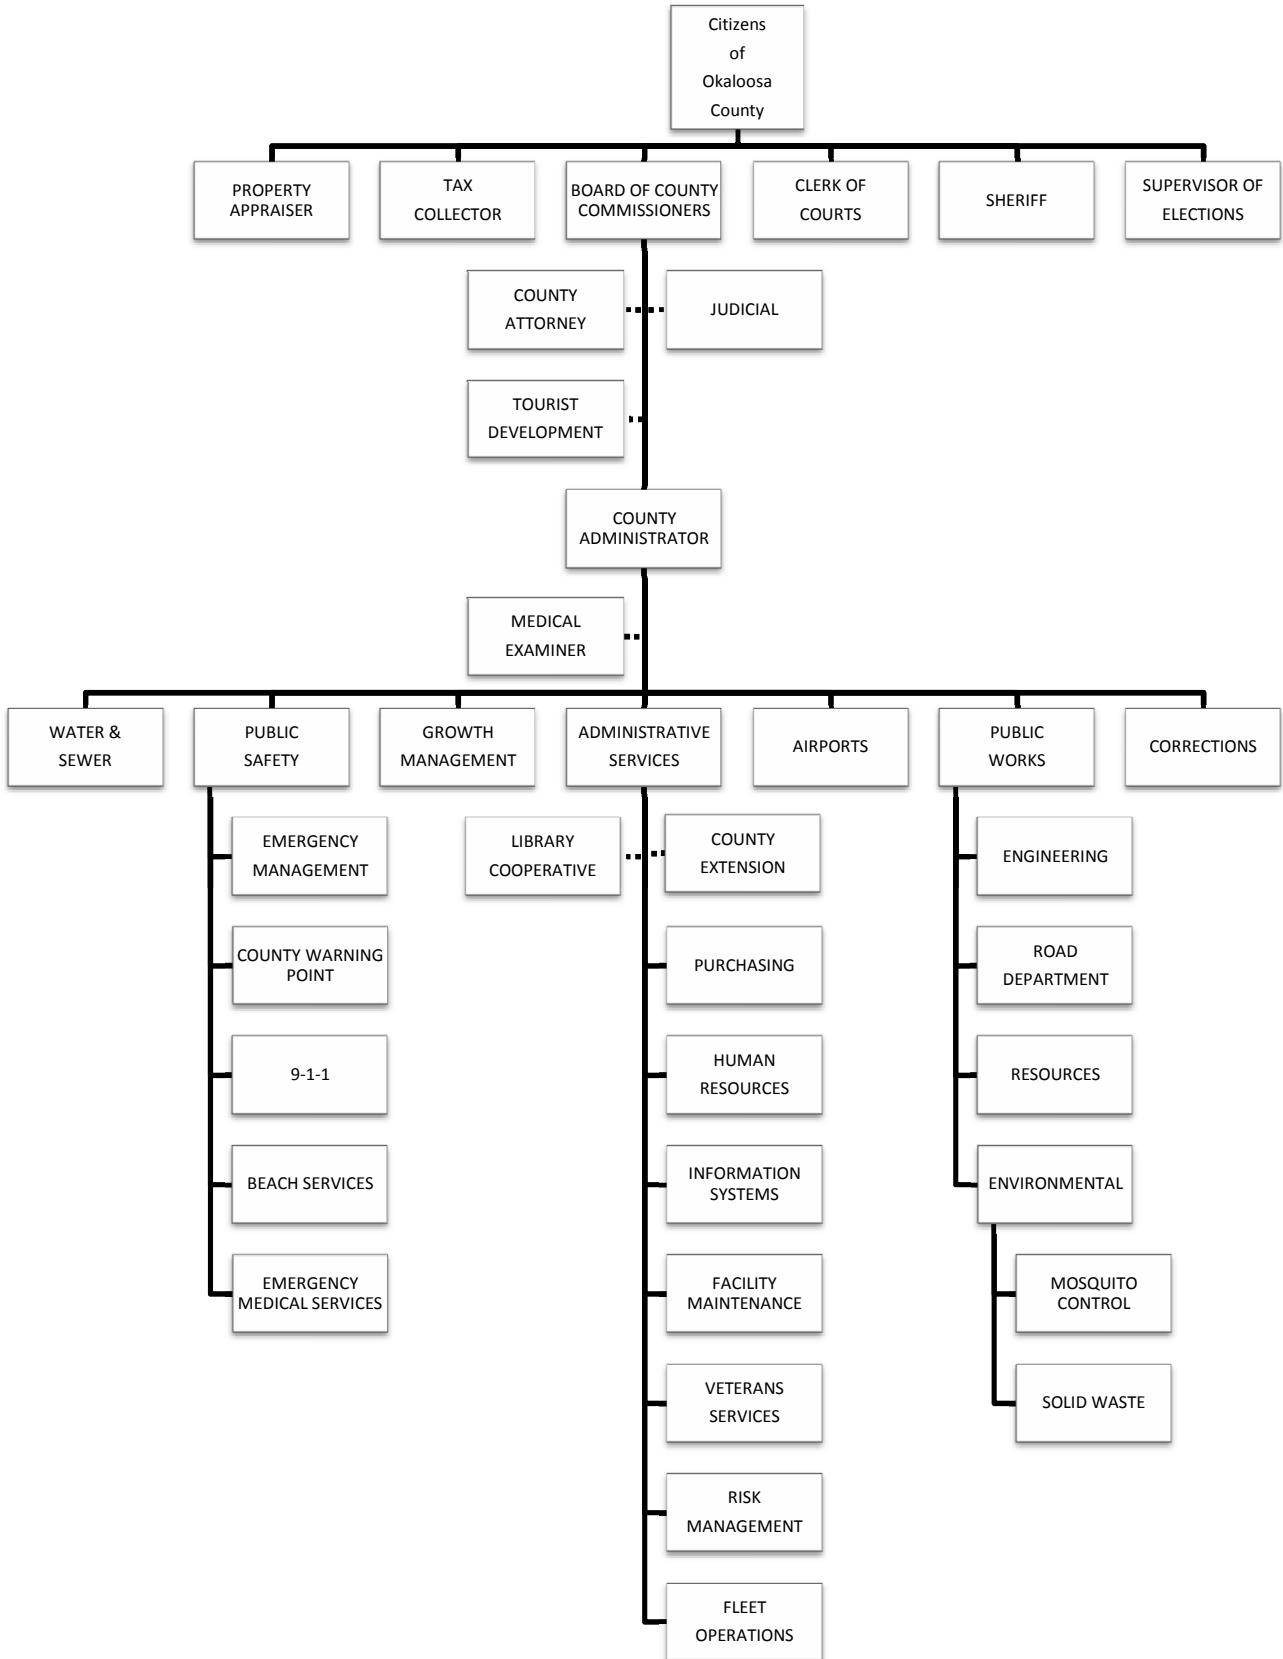 Citizens
of
Okaloosa
County
PROPERTY
APPRAISER
TAX
COLLECTOR
BOARD OF COUNTY
COMMISSIONERS
CLERK OF
COURTS
SHERIFF
SUPERVISOR OF
ELECTIONS
COUNTY
ATTORNEY
JUDICIAL
TOURIST
DEVELOPMENT
COUNTY
ADMINISTRATOR
MEDICAL
EXAMINER
WATER &
SEWER
PUBLIC
SAFETY
GROWTH
MANAGEMENT
ADMINISTRATIVE
SERVICES
AIRPORTS
PUBLIC
WORKS
CORRECTIONS
EMERGENCY
MANAGEMENT
COUNTY WARNING
POINT
9-1-1
BEACH SERVICES
EMERGENCY
MEDICAL SERVICES
LIBRARY
COOPERATIVE
COUNTY
EXTENSION
PURCHASING
HUMAN
RESOURCES
INFORMATION
SYSTEMS
FACILITY
MAINTENANCE
VETERANS
SERVICES
RISK
MANAGEMENT
FLEET
OPERATIONS
ENGINEERING
ROAD
DEPARTMENT
RESOURCES
ENVIRONMENTAL
MOSQUITO
CONTROL
SOLID WASTE